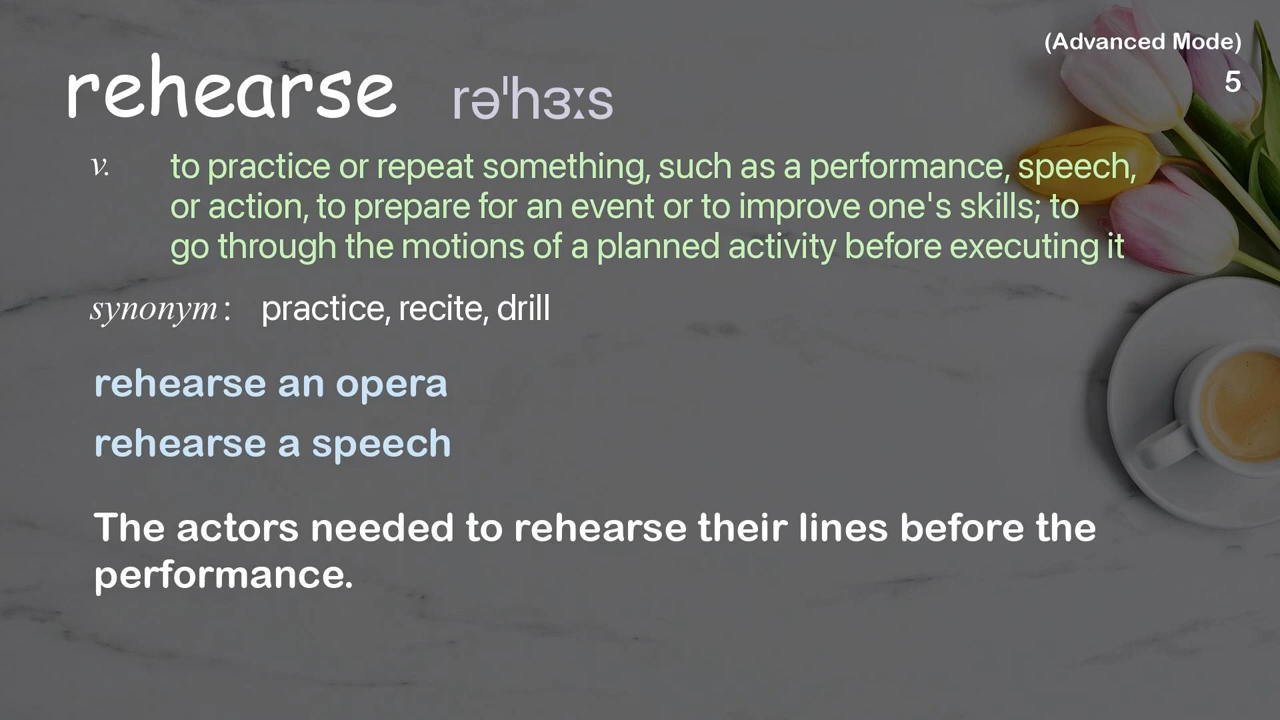 (Advanced Mode)
5
rehearse rəˈhɜːs
v. to practice or repeat something, such as a performance, speech,
or action, to prepare for an event or to improve one's skills; to
go through the motions of a planned activity before executing it
synonym: practice, recite, drill
rehearse an opera
rehearse a speech
The actors needed to rehearse their lines before the
performance.